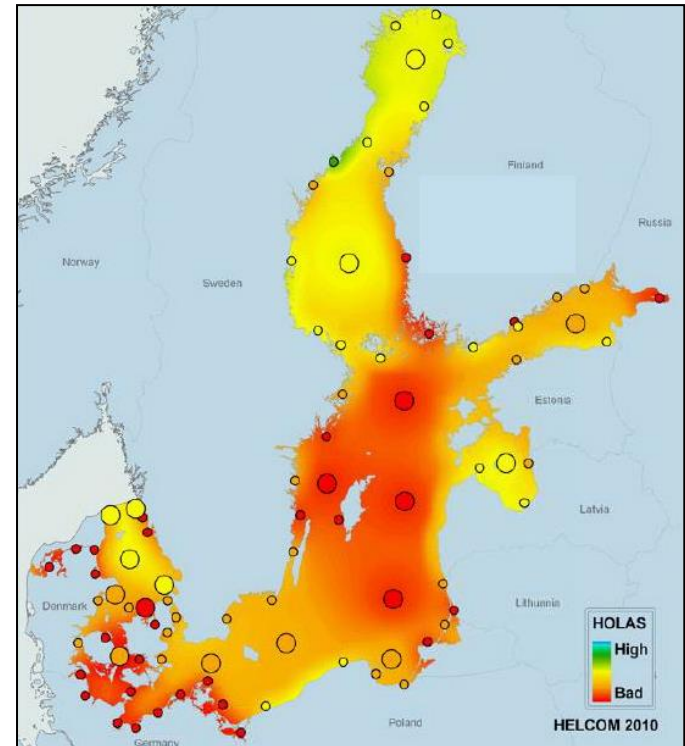 Finland
Russia
Norway
Sweden
Estonia
Latvia
Denmark
Lithuania
HOLAS
High
Bad
HELCOM 2010
Poland
Germany